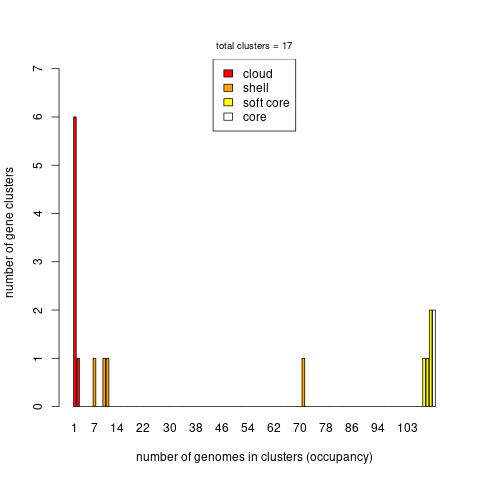 total clusters = 17
cloud
shell
soft core
core
number of gene clusters
7
6
5
4
3
2
1
0
1 7 14 22 30 38 46 54 62 70 78 86 94 103
number of genomes in clusters (occupancy)